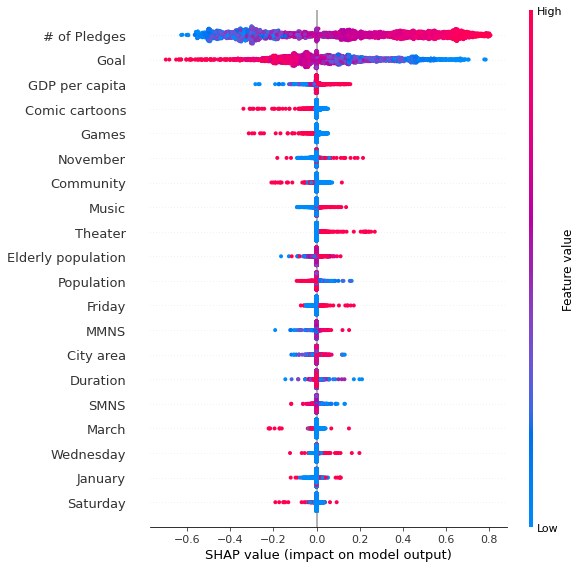 High
# of Pledges
Goal
GDP per capita
Comic cartoons
Games
November
Community
Music
Theater
Elderly population
Population
Friday
MMNS
City area
Duration
SMNS
March
Wednesday
January
Saturday
Feature value
Low
−0.6 −0.4 −0.2 0.0 0.2 0.4 0.6 0.8
SHAP value (impact on model output)